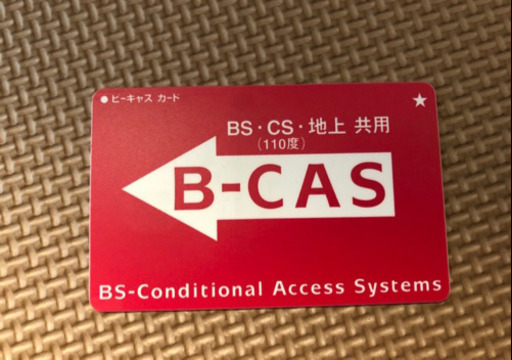 ● ビーキャス カード
★
BS・CS・地上 共用
(110度)
B-CAS
BS-Conditional Access Systems